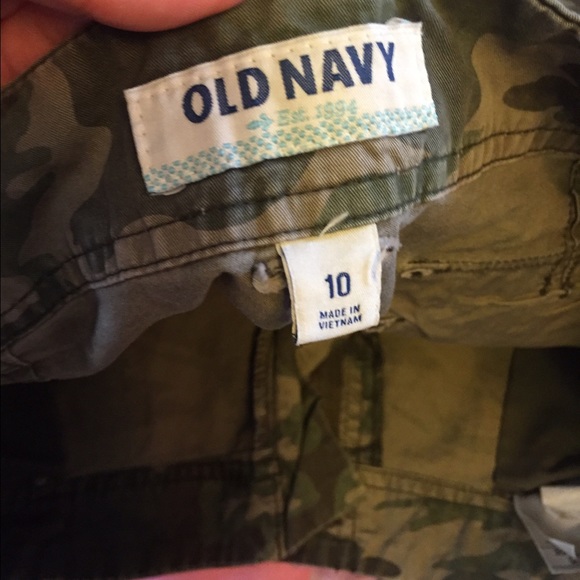 OLD NAVY
Est. 1994
10
MADE IN
VIETNAM